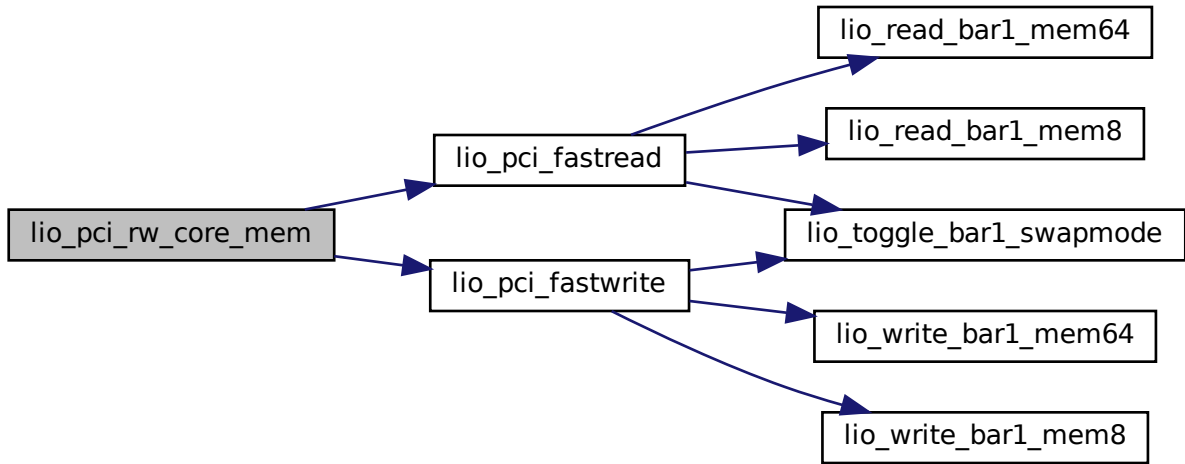 lio_pci_rw_core_mem
lio_pci_fastread
lio_pci_fastwrite
lio_read_bar1_mem64
lio_read_bar1_mem8
lio_toggle_bar1_swapmode
lio_write_bar1_mem64
lio_write_bar1_mem8